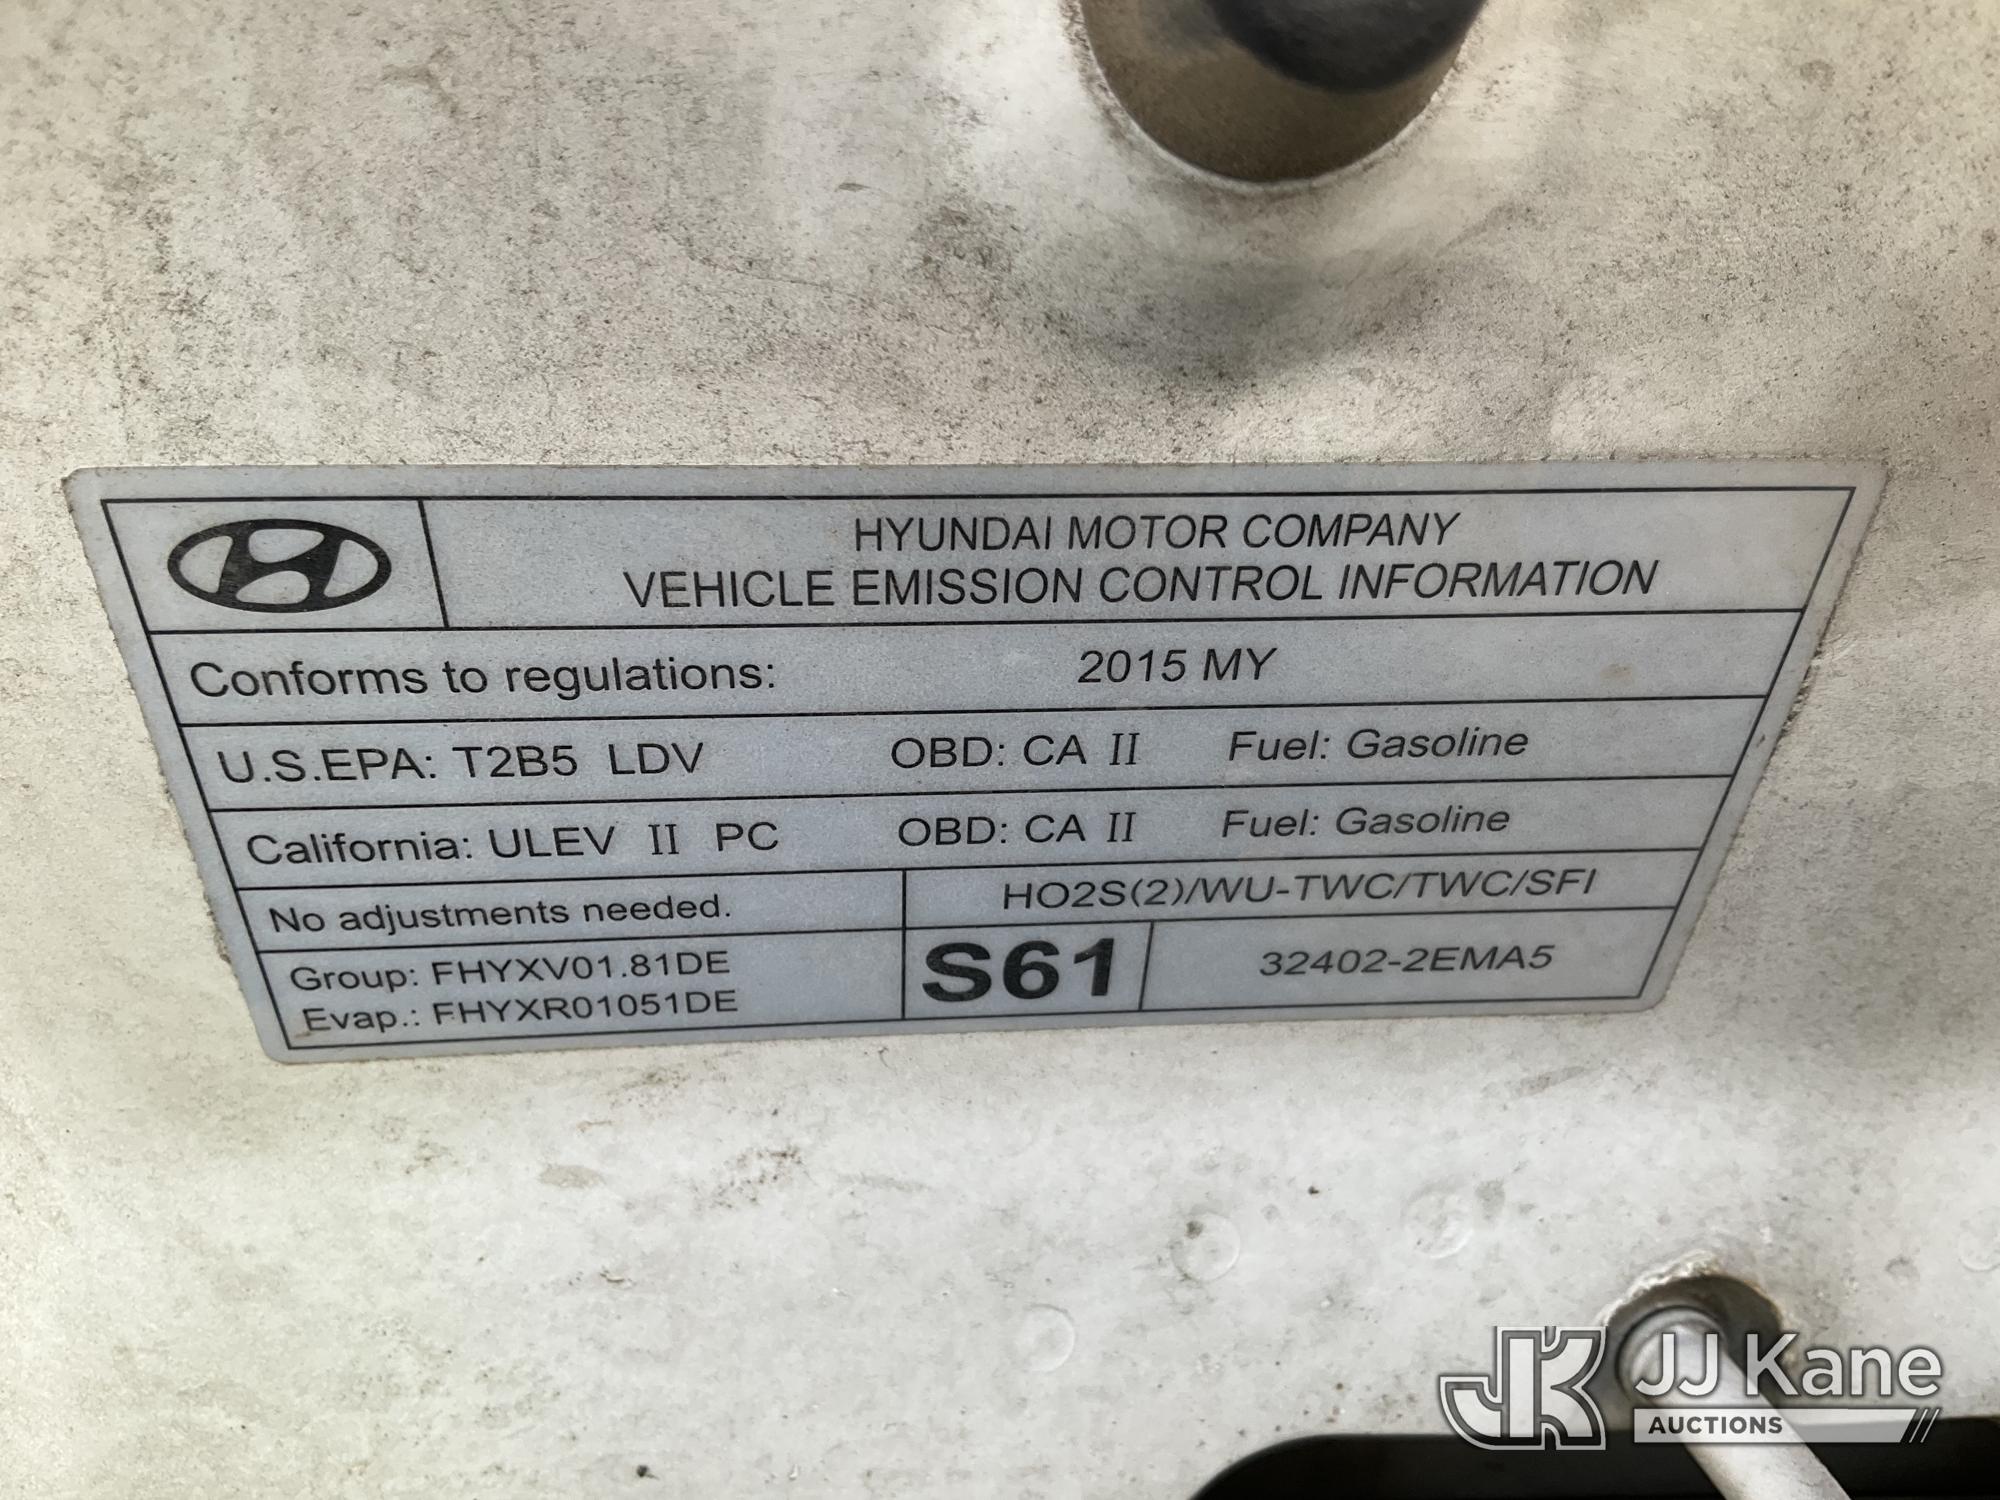 HYUNDAI MOTOR COMPANY
VEHICLE EMISSION CONTROL INFORMATION
Conforms to regulations: 2015 MY
U.S.EPA: T2B5 LDV OBD: CA II Fuel: Gasoline
California: ULEV II PC OBD: CA II Fuel: Gasoline
No adjustments needed. HO2S(2)/WU-TWC/TWC/SFI
Group: FHYXV01.81DE
Evap.: FHYXR01051DE
S61 32402-2EMA5
JK JJ Kane
AUCTIONS